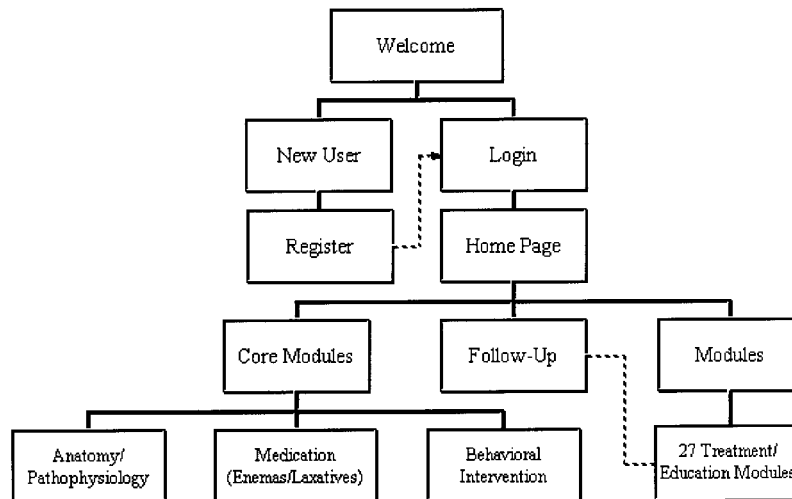 Welcome
New User
Login
Register
Home Page
Core Modules
Follow-Up
Modules
Anatomy/
Pathophysiology
Medication
(Enemas/Laxatives)
Behavioral
Intervention
27 Treatment/
Education Modules